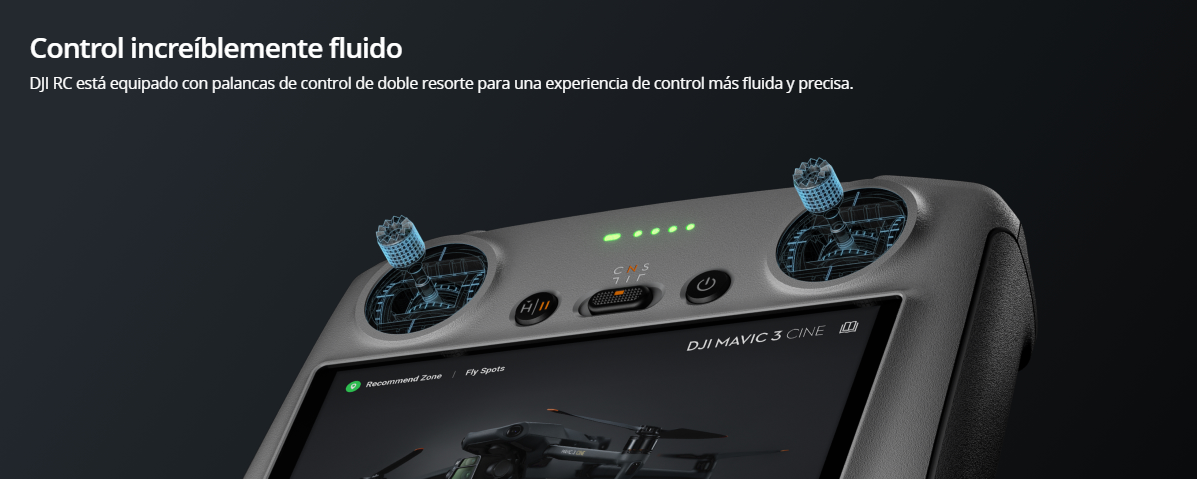 Control increíblemente fluido
DJI RC está equipado con palancas de control de doble resorte para una experiencia de control más fluida y precisa.
C N S
H
DJI MAVIC 3 CINE
Recommend Zone | Fly Spots